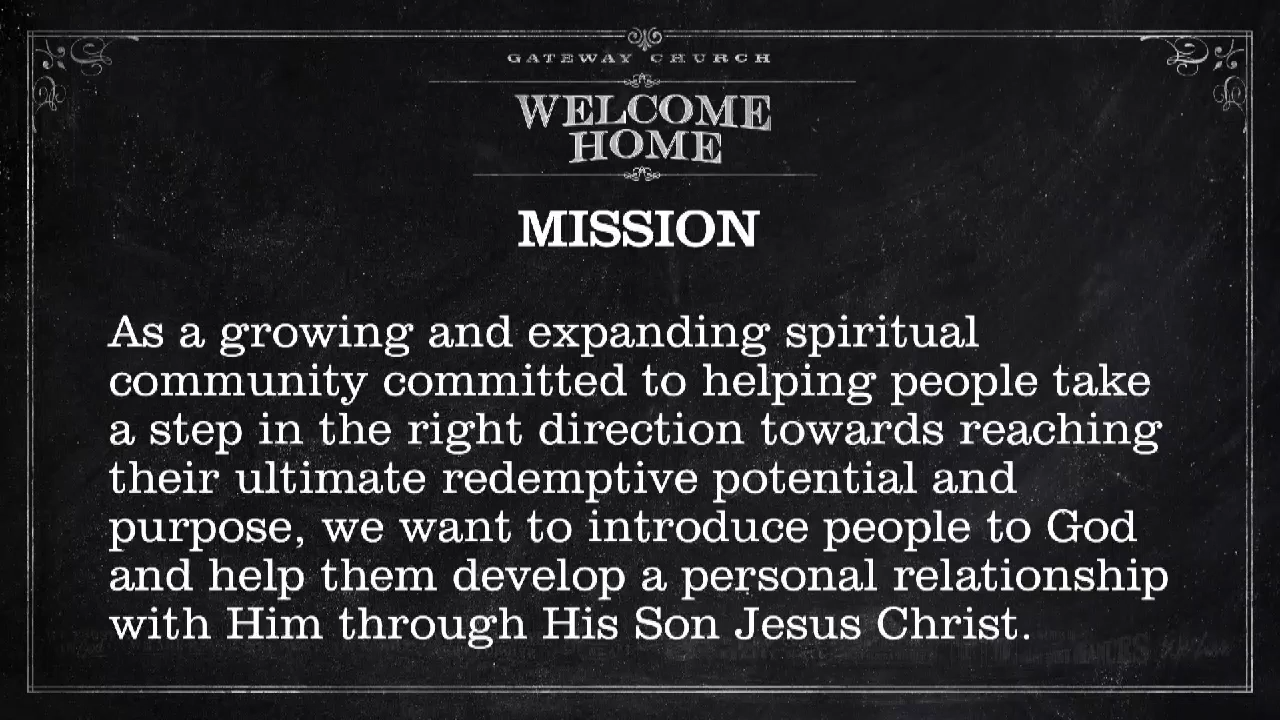 GATEWAY CHURCH
WELCOME
HOME
MISSION
As a growing and expanding spiritual
community committed to helping people take
a step in the right direction towards reaching
their ultimate redemptive potential and
purpose, we want to introduce people to God
and help them develop a personal relationship
with Him through His Son Jesus Christ.